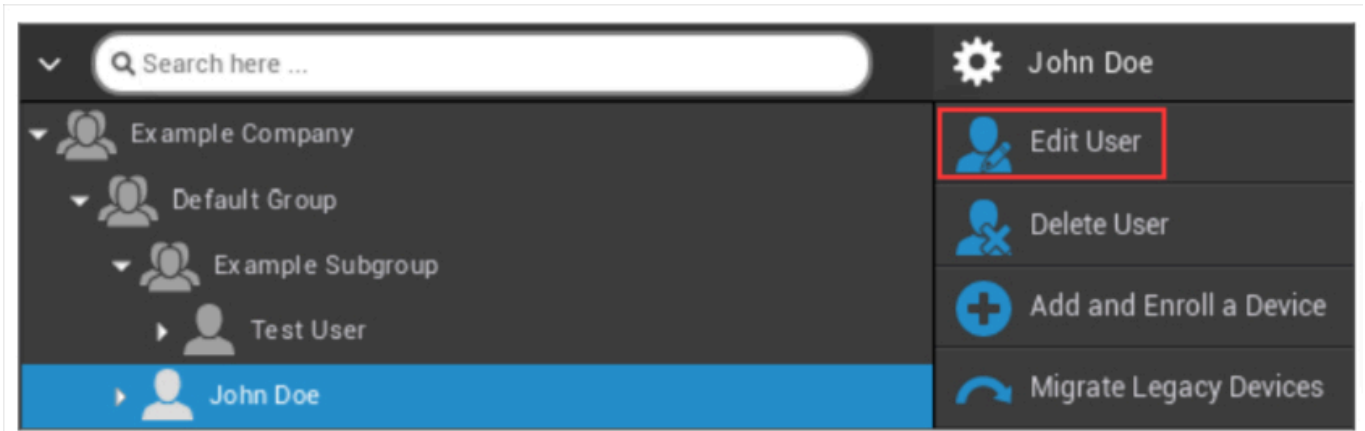 Search here ...
Example Company
Default Group
Example Subgroup
Test User
John Doe
John Doe
Edit User
Delete User
Add and Enroll a Device
Migrate Legacy Devices